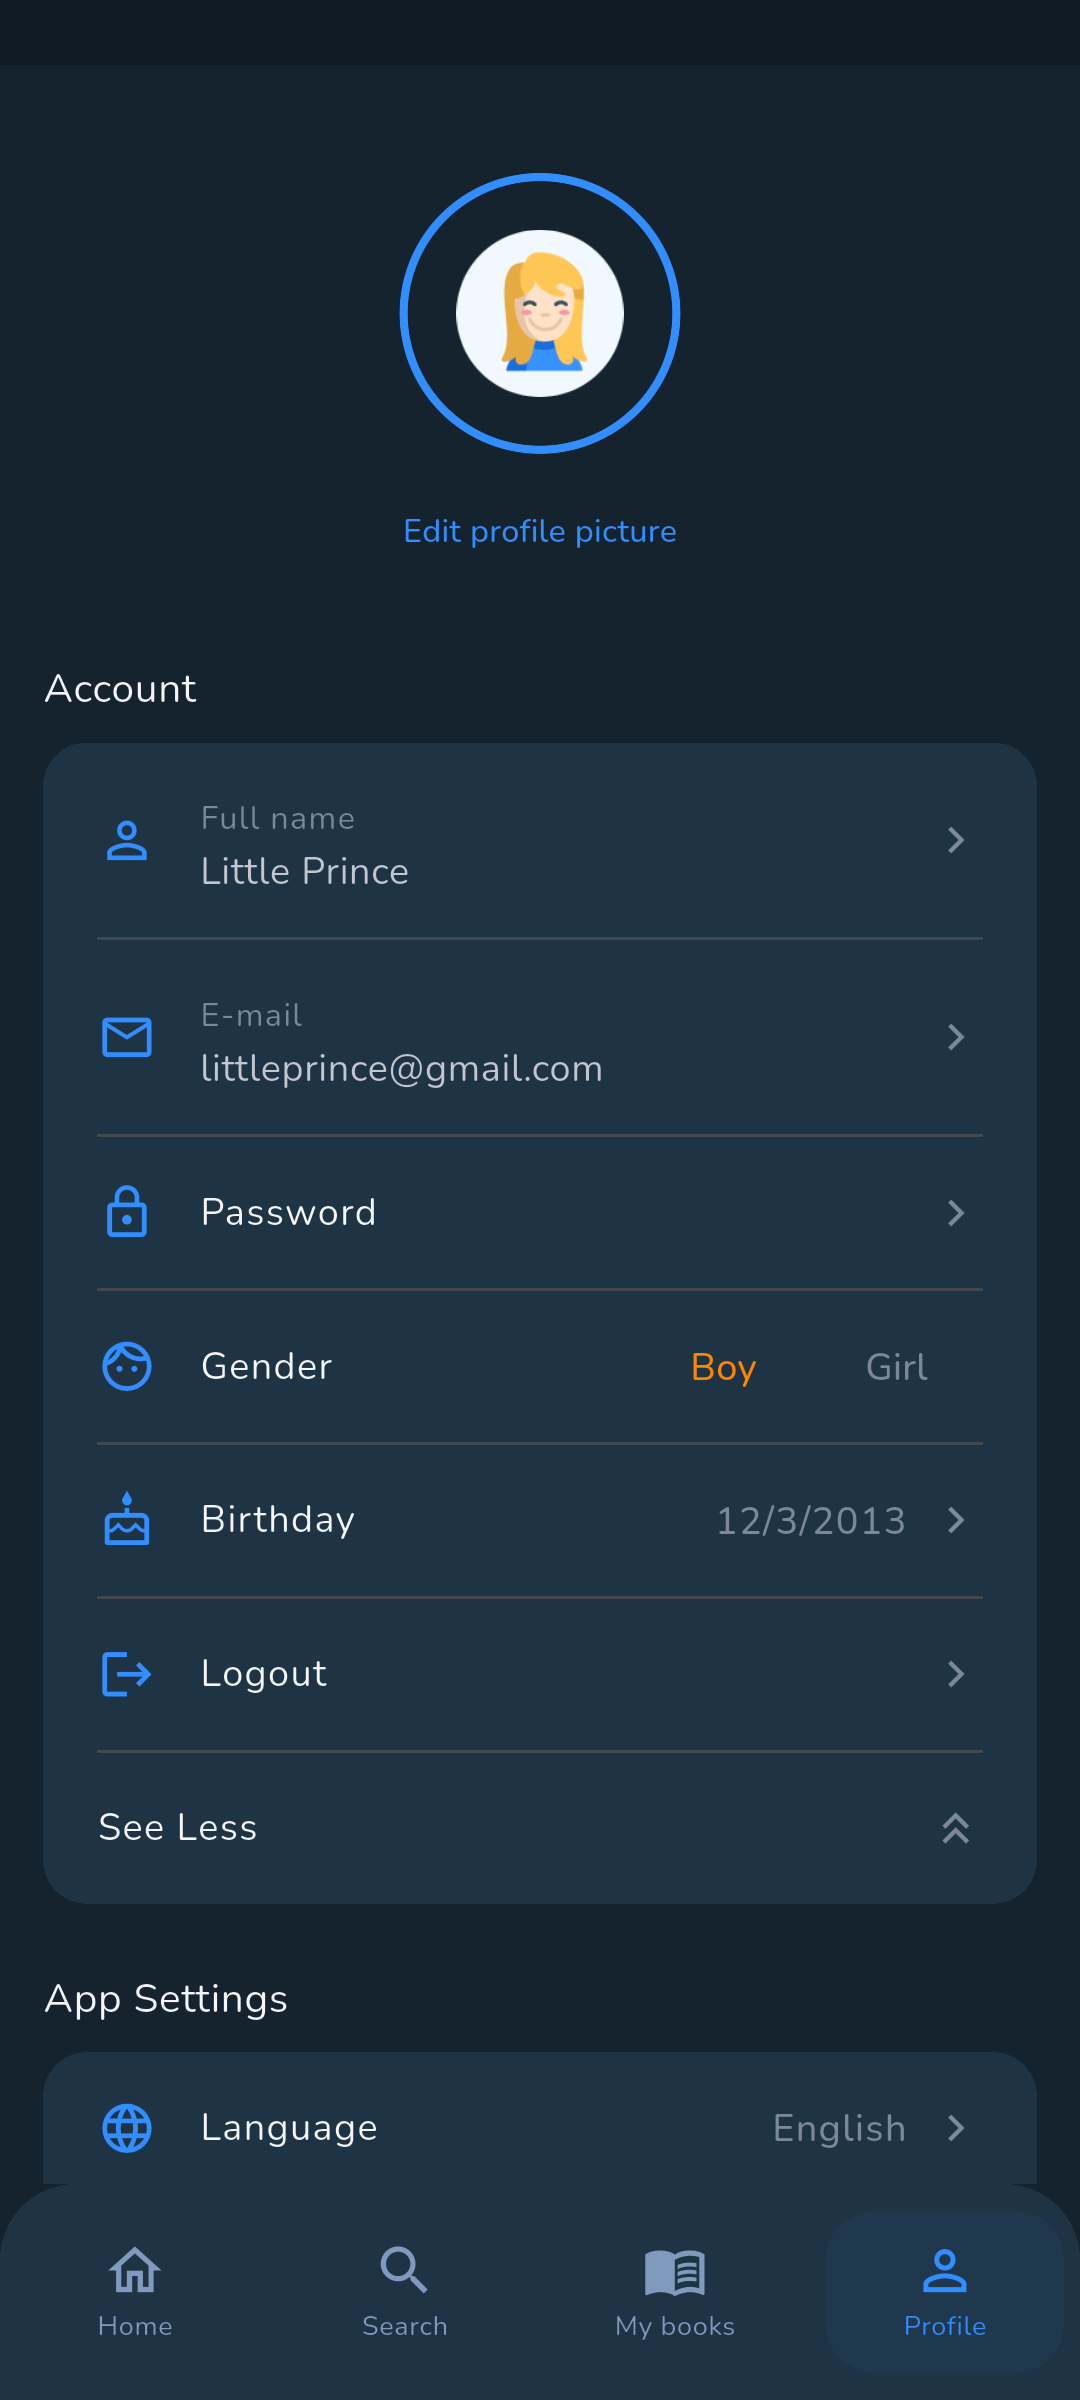 Edit profile picture
Account
Full name
Little Prince
E-mail
littleprince@gmail.com
Password
Gender Boy Girl
Birthday 12/3/2013
Logout
See Less
App Settings
Language English
Home Search My books Profile